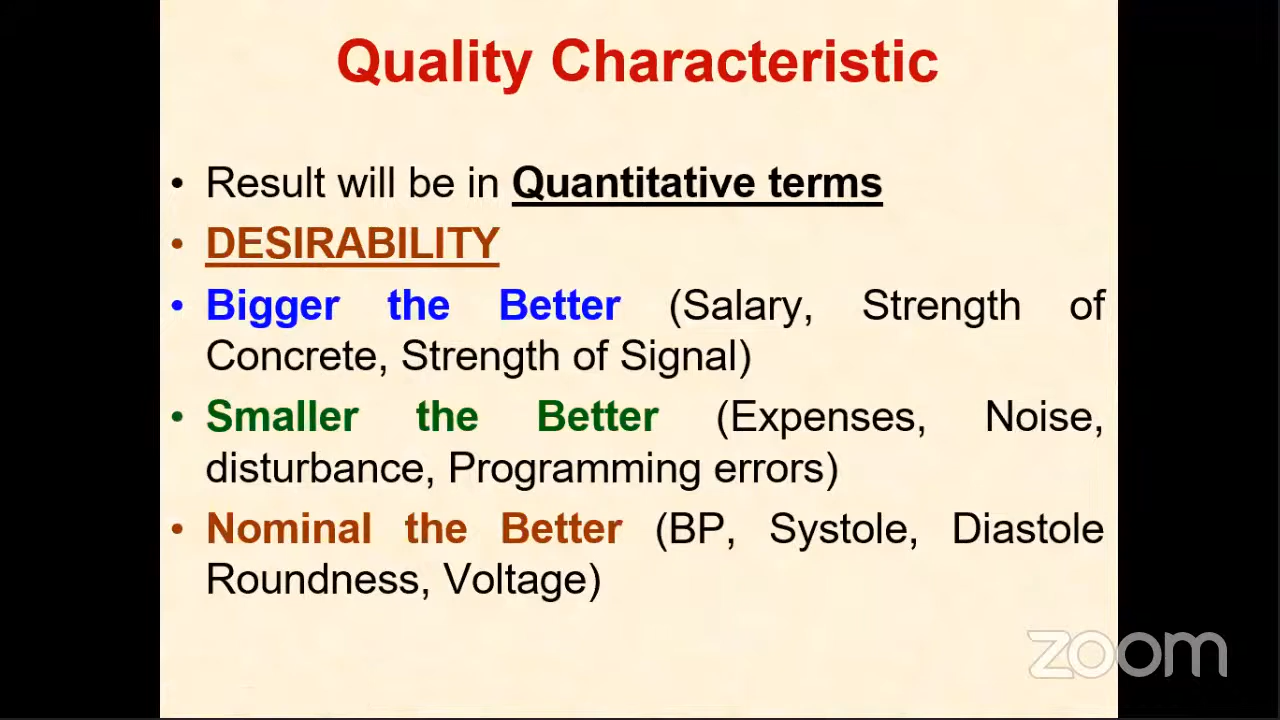 Quality Characteristic
• Result will be in Quantitative terms
• DESIRABILITY
• Bigger the Better (Salary, Strength of
Concrete, Strength of Signal)
• Smaller the Better (Expenses, Noise,
disturbance, Programming errors)
• Nominal the Better (BP, Systole, Diastole
Roundness, Voltage)
zoom